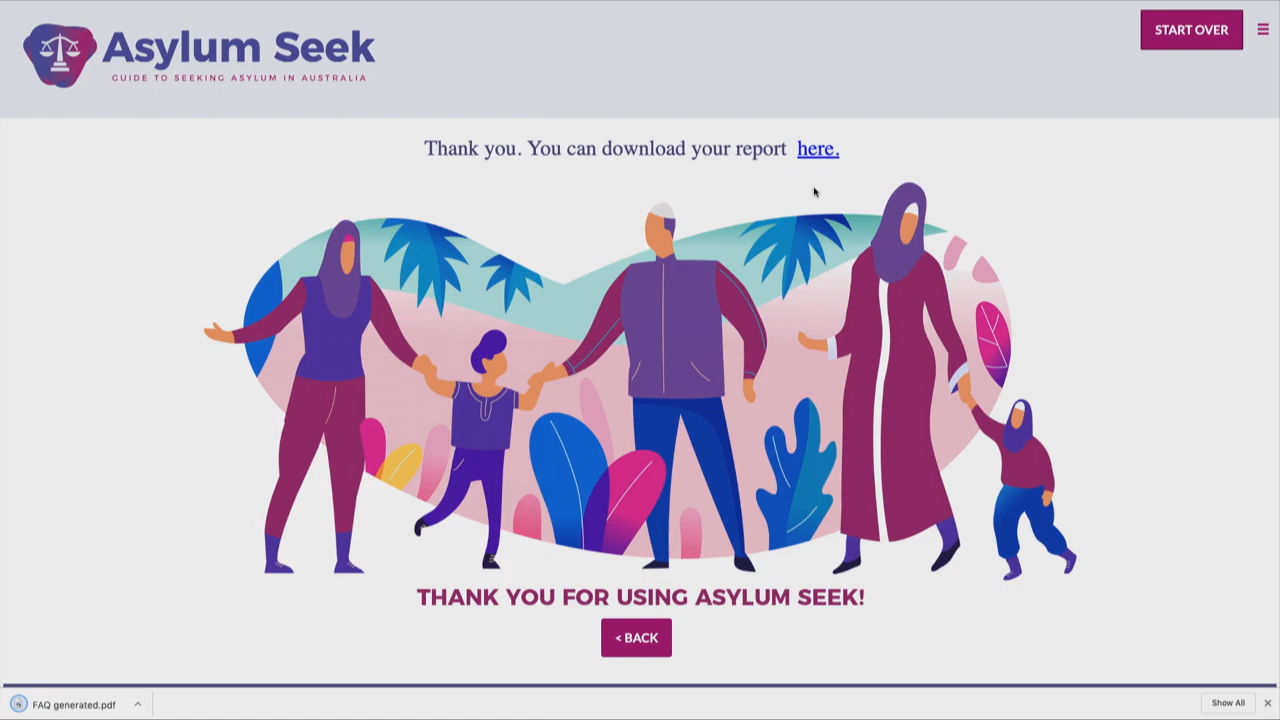 Asylum Seek
GUIDE TO SEEKING ASYLUM IN AUSTRALIA
START OVER
Thank you. You can download your report here.
THANK YOU FOR USING ASYLUM SEEK!
< BACK
FAQ generated.pdf
Show All